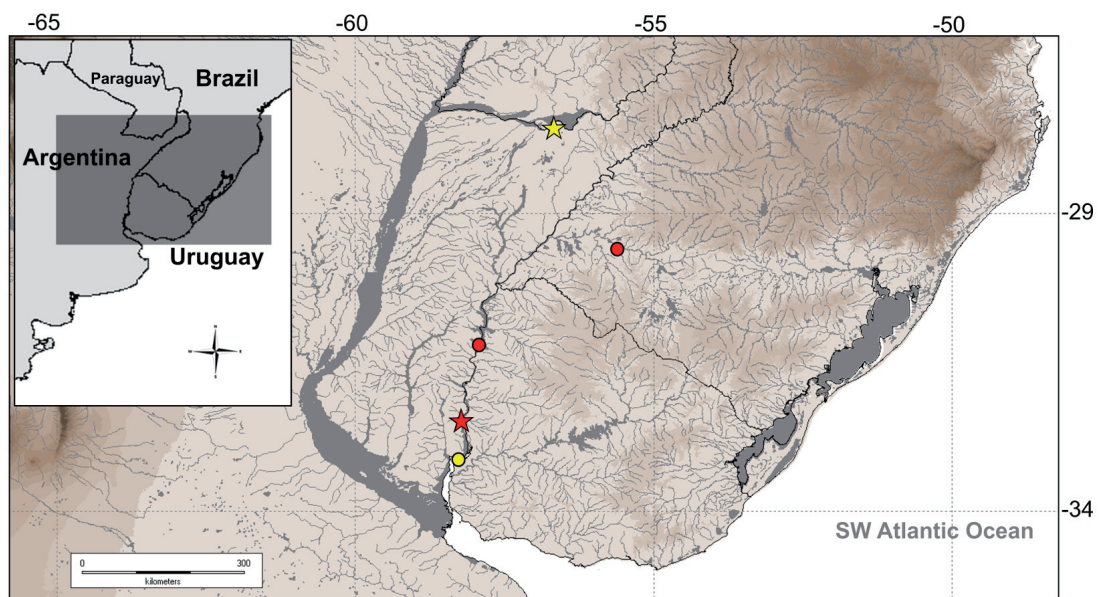 -65
-60
-55
-50
Paraguay
Brazil
Argentina
Uruguay
N
W
E
S
-29
-34
SW Atlantic Ocean
0
300
kilometers